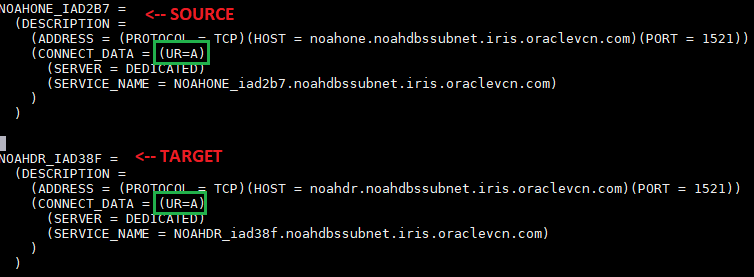 NOAHONE_IAD2B7 = <-- SOURCE
(DESCRIPTION =
(ADDRESS = (PROTOCOL = TCP)(HOST = noahone.noahdbssubnet.iris.oraclevcn.com)(PORT = 1521))
(CONNECT_DATA = (UR=A)
(SERVER = DEDICATED)
(SERVICE_NAME = NOAHONE_iad2b7.noahdbssubnet.iris.oraclevcn.com)
)
)
NOAHDR_IAD38F = <-- TARGET
(DESCRIPTION =
(ADDRESS = (PROTOCOL = TCP)(HOST = noahdr.noahdbssubnet.iris.oraclevcn.com)(PORT = 1521))
(CONNECT_DATA = (UR=A)
(SERVER = DEDICATED)
(SERVICE_NAME = NOAHDR_iad38f.noahdbssubnet.iris.oraclevcn.com)
)
)